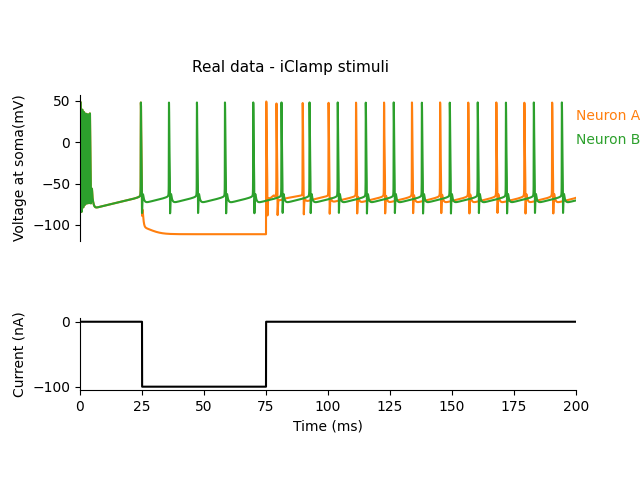 Real data - iClamp stimuli
Voltage at soma(mV)
50
0
−50
−100
Neuron A
Neuron B
Current (nA)
0
−100
0 25 50 75 100 125 150 175 200
Time (ms)